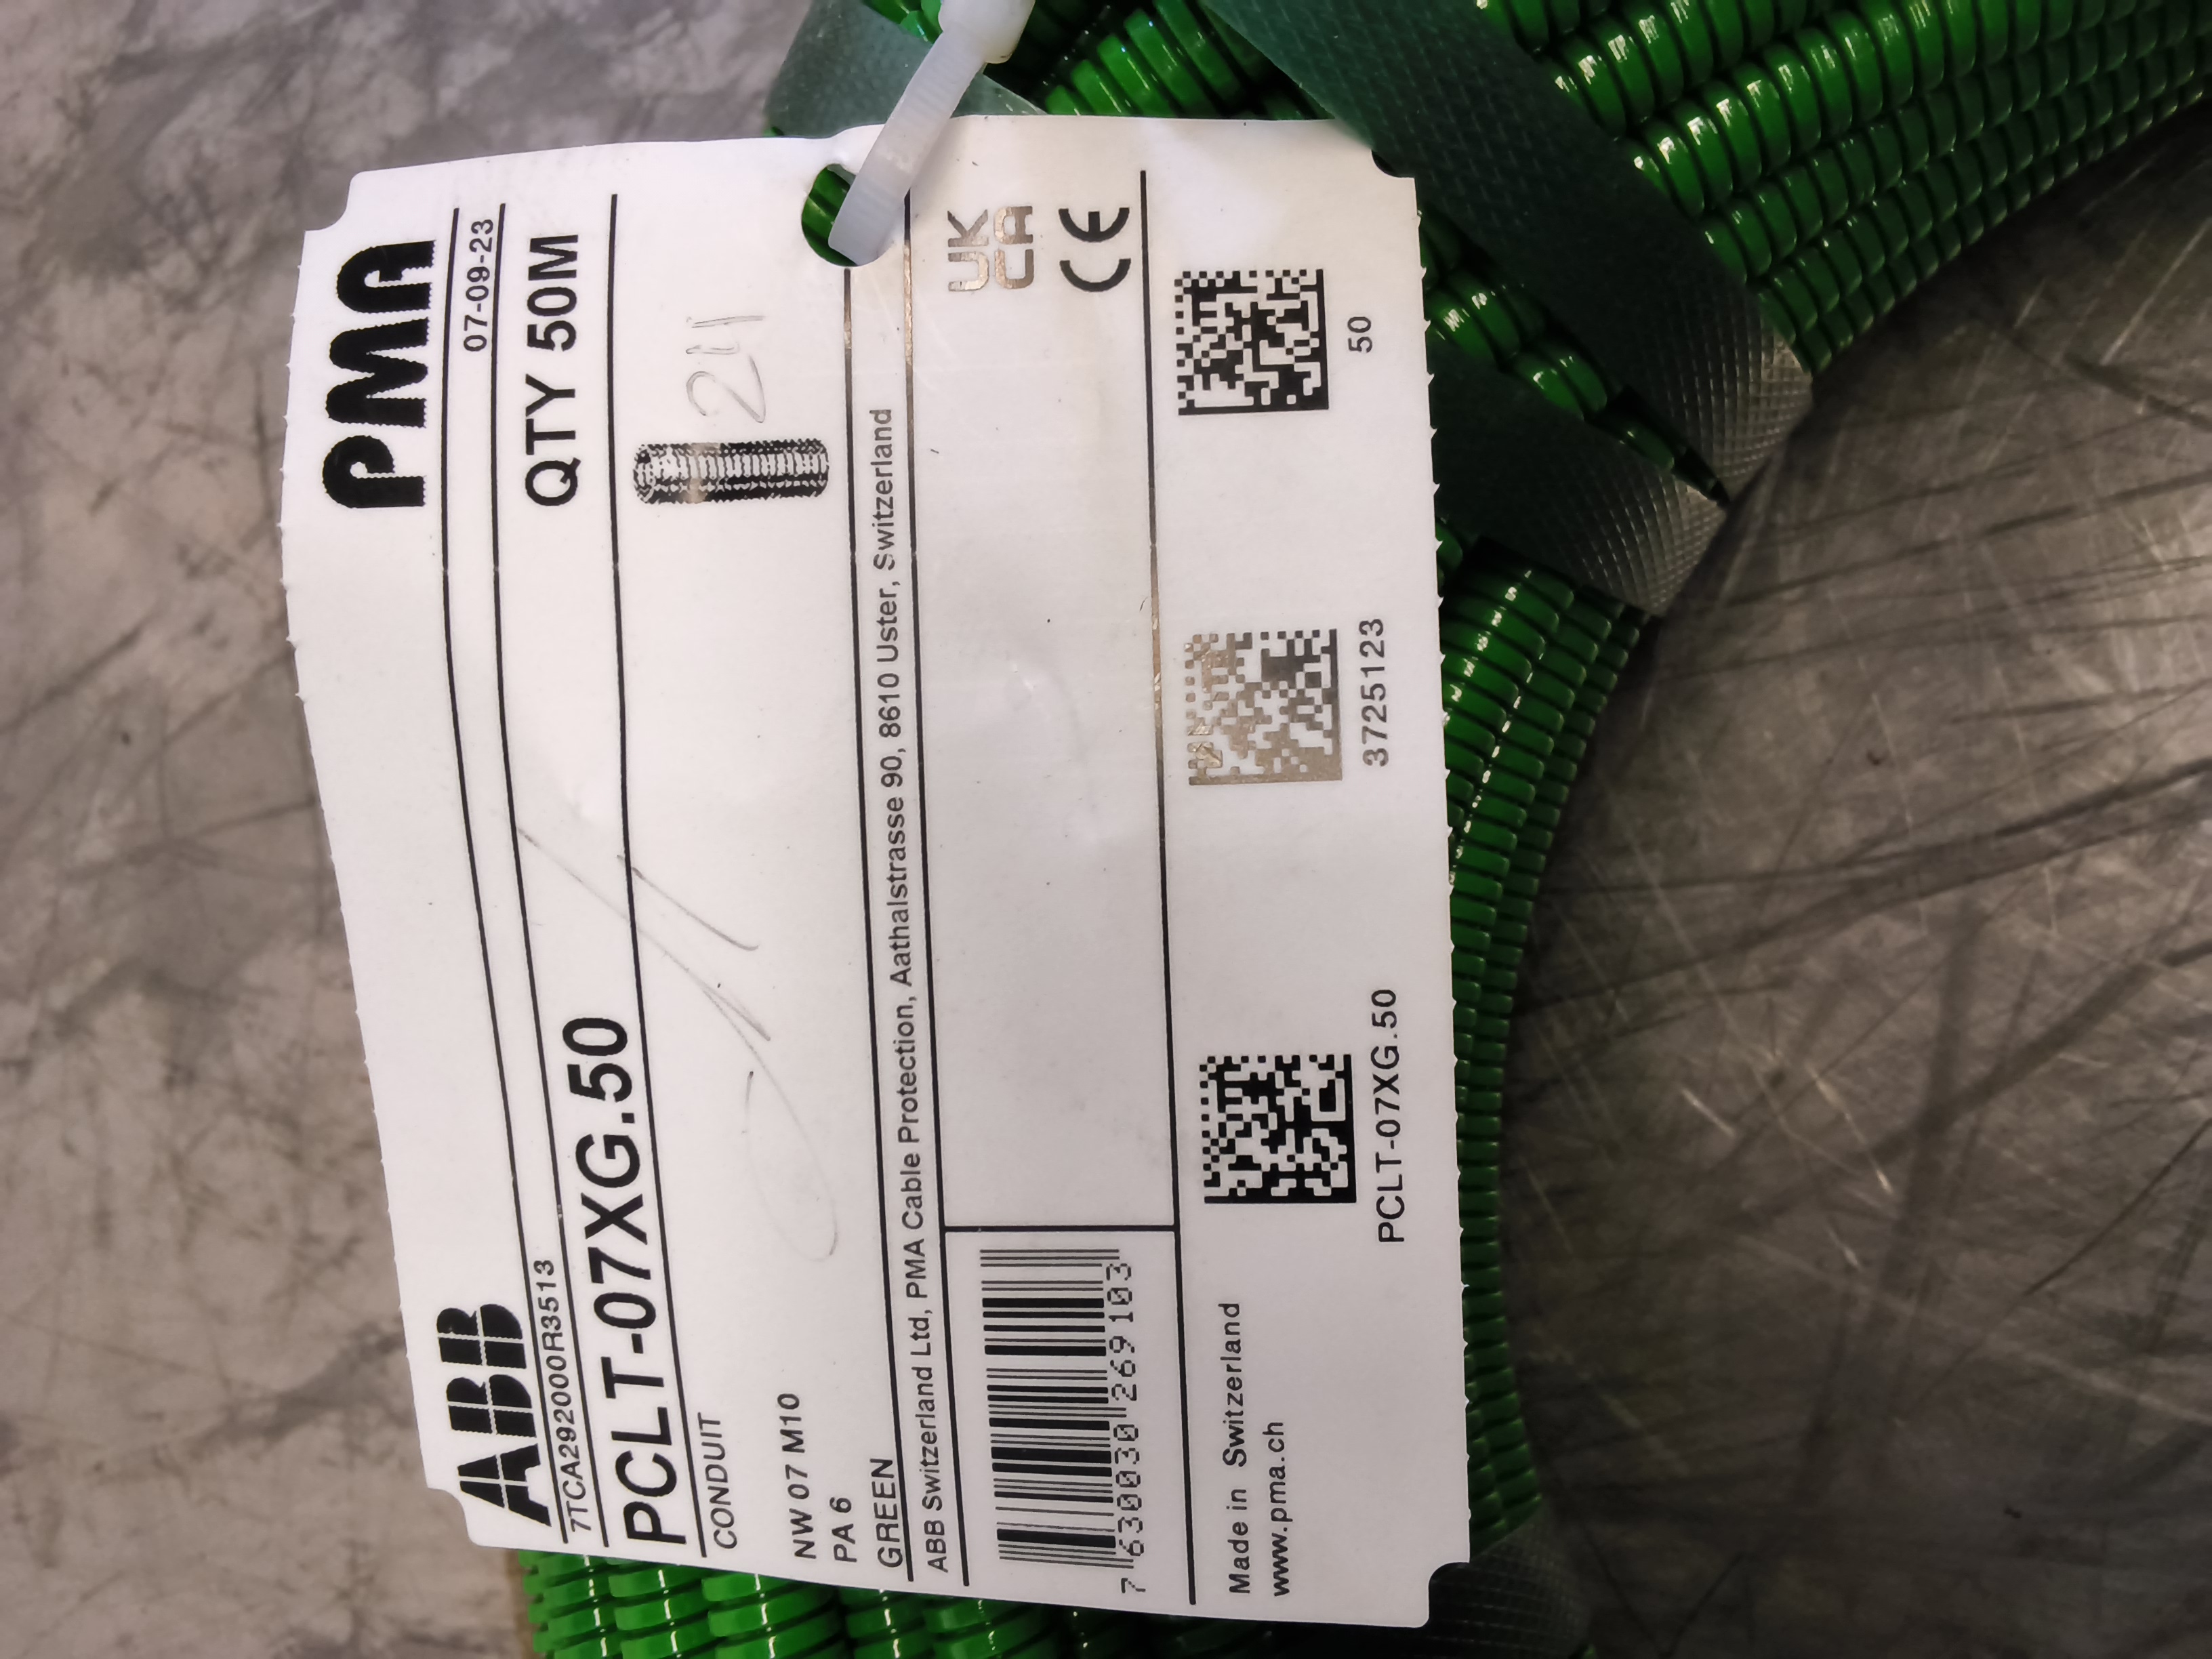 ABB
PMA
7TCA292000R3513
07-09-23
PCLT-07XG.50
QTY 50M
CONDUIT
211
NW 07 M10
PA 6
GREEN
ABB Switzerland Ltd, PMA Cable Protection, Aathalstrasse 90, 8610 Uster, Switzerland
UK
CA
CE
7 630030 269103
Made in Switzerland
www.pma.ch
PCLT-07XG.50
3725123
50